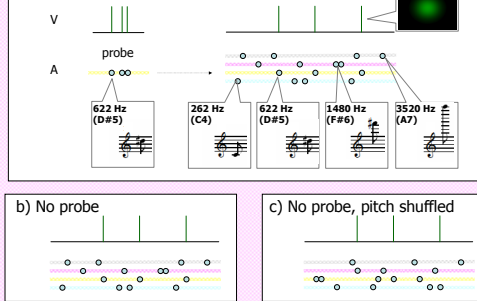 V
probe
A
622 Hz
(D#5)
262 Hz
(C4)
622 Hz
(D#5)
1480 Hz
(F#6)
3520 Hz
(A7)
b) No probe
c) No probe, pitch shuffled